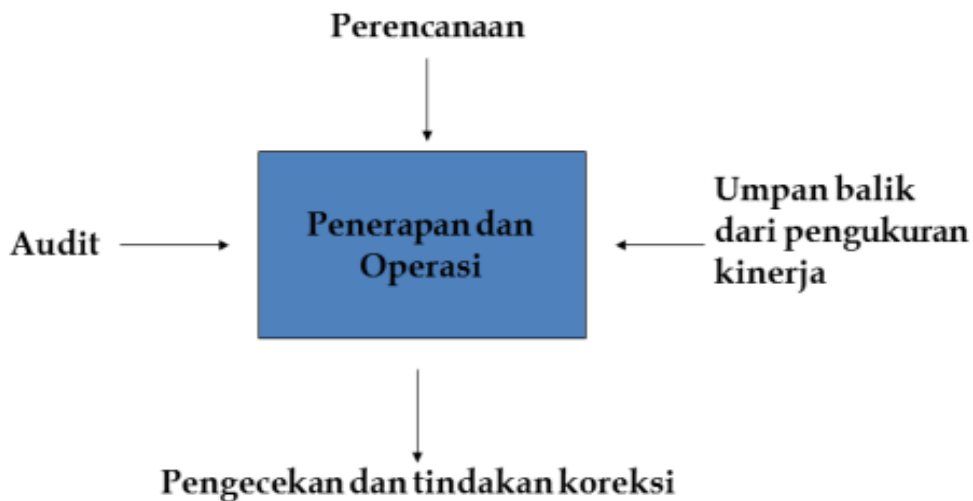 Perencanaan
Audit
Penerapan dan
Operasi
Umpan balik
dari pengukuran
kinerja
Pengecekan dan tindakan koreksi